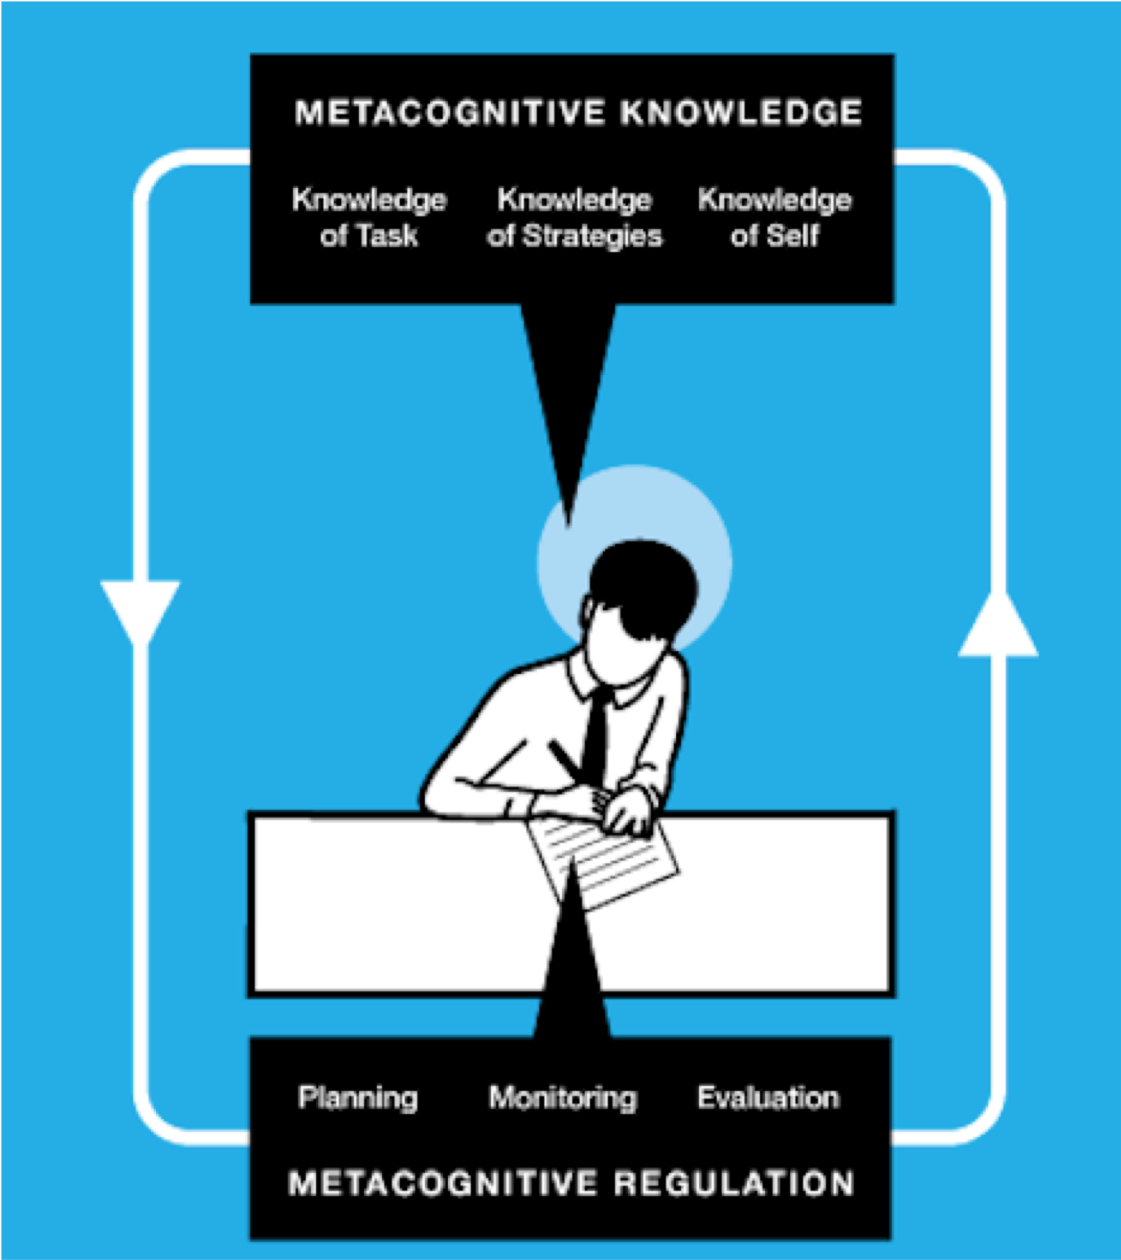 METACOGNITIVE KNOWLEDGE
Knowledge of Task
Knowledge of Strategies
Knowledge of Self
Planning Monitoring Evaluation
METACOGNITIVE REGULATION